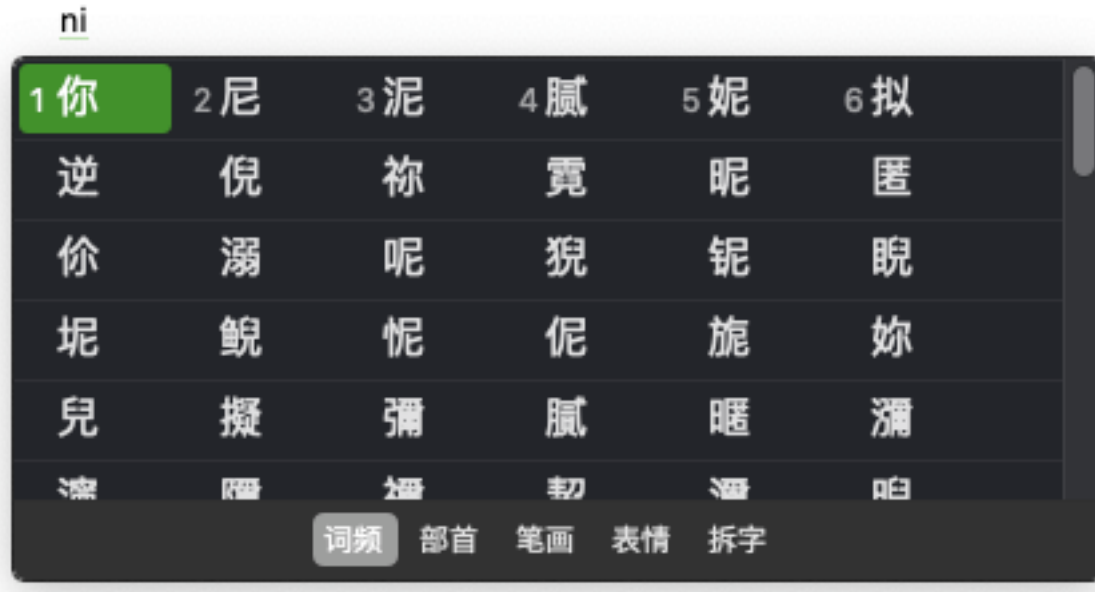 ni
1 你 2 尼 3 泥 4 腻 5 妮 6 拟
逆 倪 祢 霓 昵 匿
伱 溺 呢 猊 铌 睨
坭 鲵 怩 伲 旎 妳
兒 擬 彌 膩 暱 瀰
词频 部首 笔画 表情 拆字